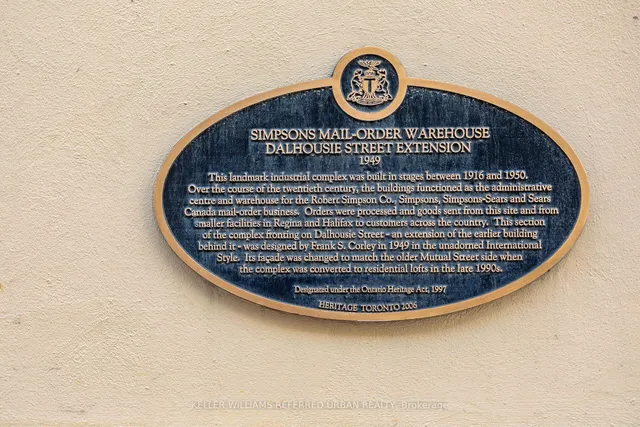 SIMPSONS MAIL-ORDER WAREHOUSE
DALHOUSIE STREET EXTENSION
1949
This landmark industrial complex was built in stages between 1916 and 1950.
Over the course of the twentieth century, the buildings functioned as the administrative
centre and warehouse for the Robert Simpson Co., Simpsons, Simpsons-Sears and Sears
Canada mail-order business. Orders were processed and goods sent from this site and from
smaller facilities in Regina and Halifax to customers across the country. This section
of the complex fronting on Dalhousie Street - an extension of the earlier building
behind it - was designed by Frank S. Corley in 1949 in the unadorned International
Style. Its façade was changed to match the older Mutual Street side when
the complex was converted to residential lofts in the late 1990s.
Designated under the Ontario Heritage Act, 1997
HERITAGE TORONTO 2006
KELLER WILLIAMS REFERRED URBAN REALTY, Brokerage